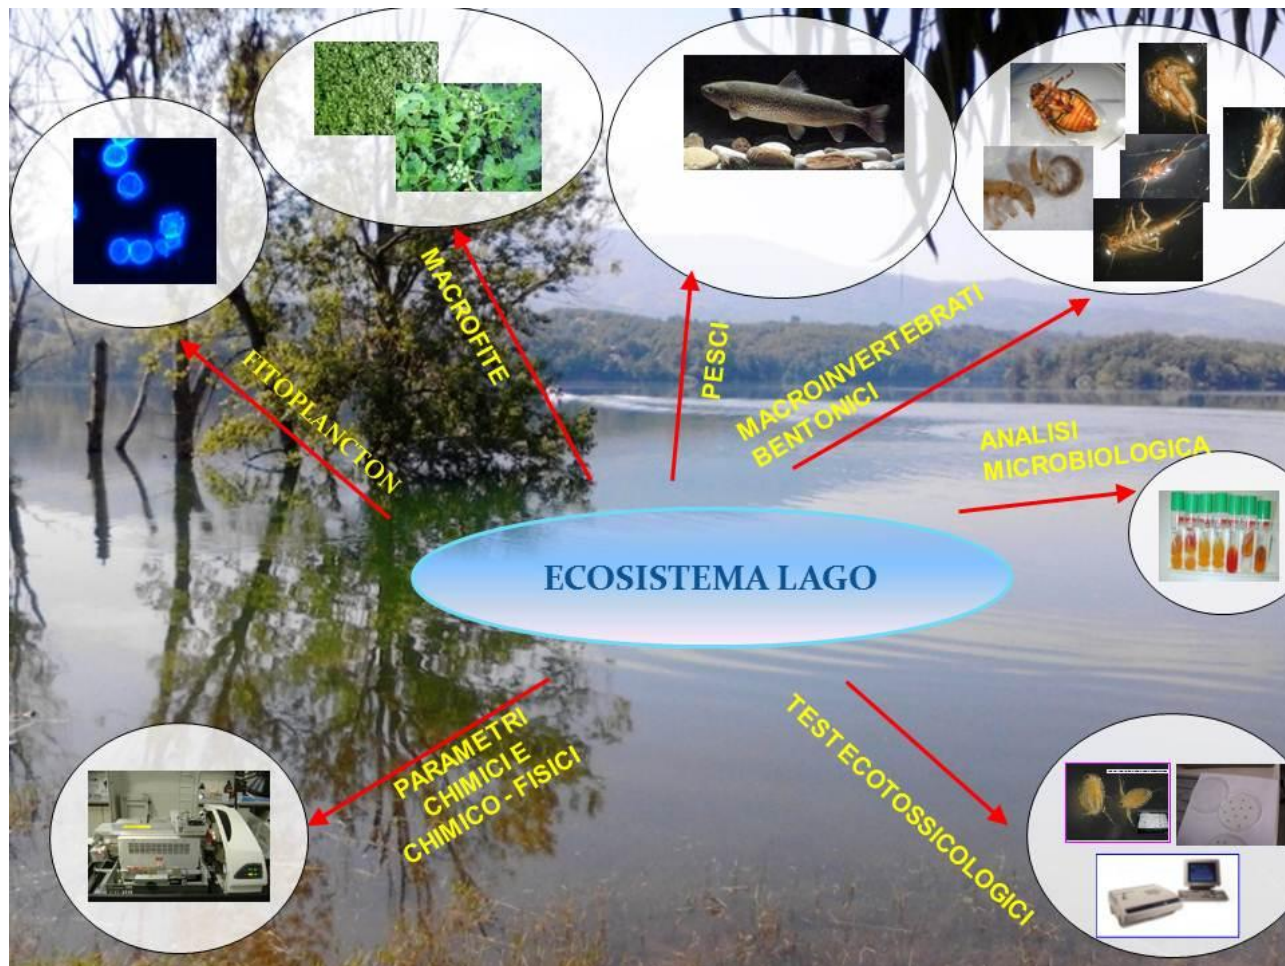 MACROFITE
FITOPLANCTON
PESCI
MACROINVERTEBRATI
BENTONICI
ANALISI
MICROBIOLOGICA
ECOSISTEMA LAGO
PARAMETRI
CHIMICI E
CHIMICO - FISICI
TEST ECOTOSSICOLOGICI